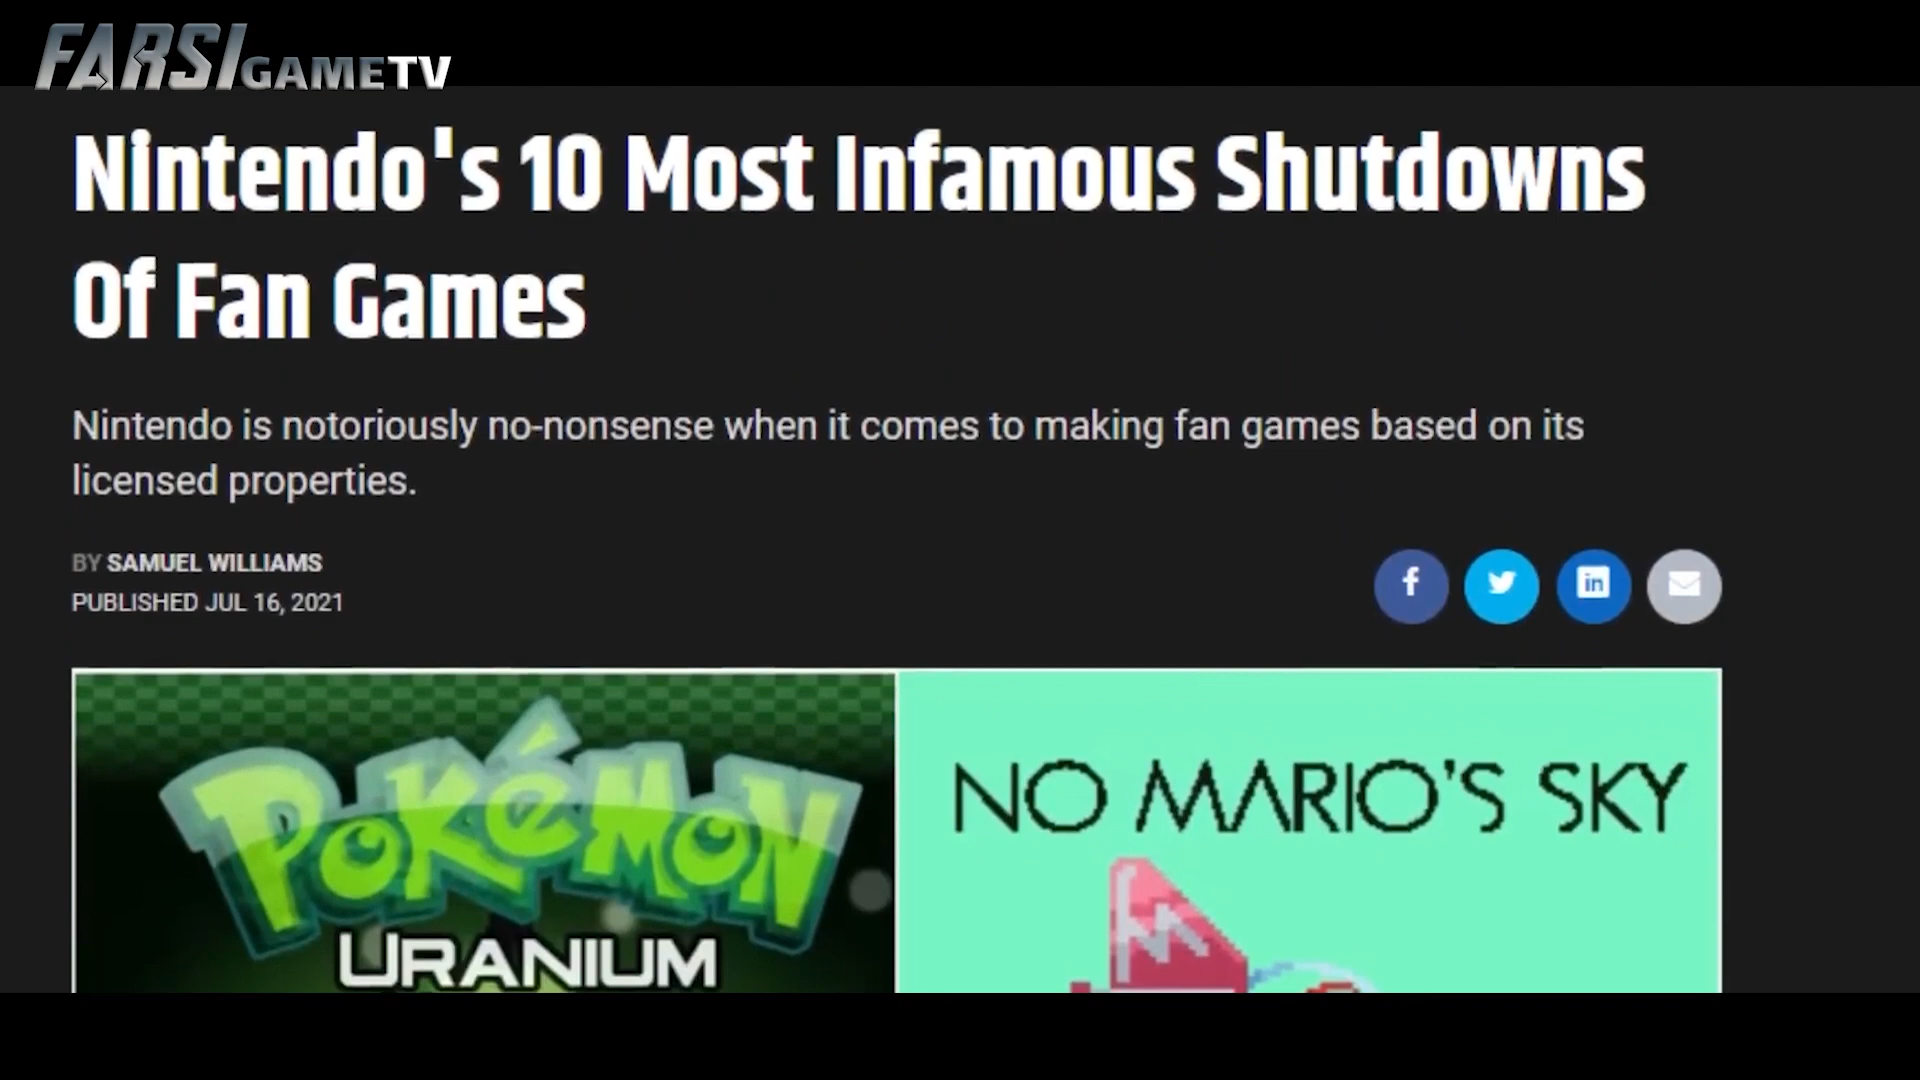 FARSIGAMETV
Nintendo's 10 Most Infamous Shutdowns
Of Fan Games
Nintendo is notoriously no-nonsense when it comes to making fan games based on its
licensed properties.
BY SAMUEL WILLIAMS
PUBLISHED JUL 16, 2021
f
in
POKéMON
URANIUM
NO MARIO'S SKY